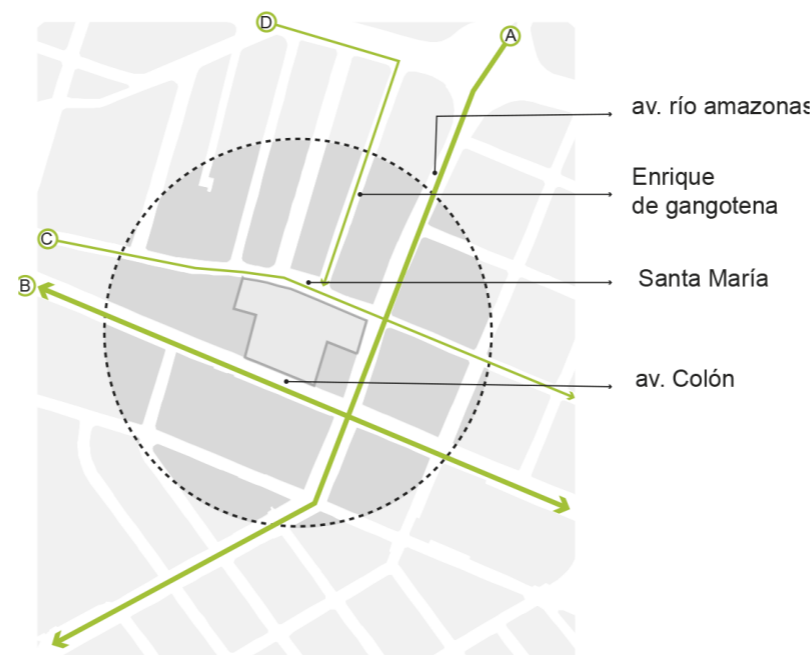 D
A
av. río amazonas
Enrique
de gangotena
C
Santa María
B
av. Colón